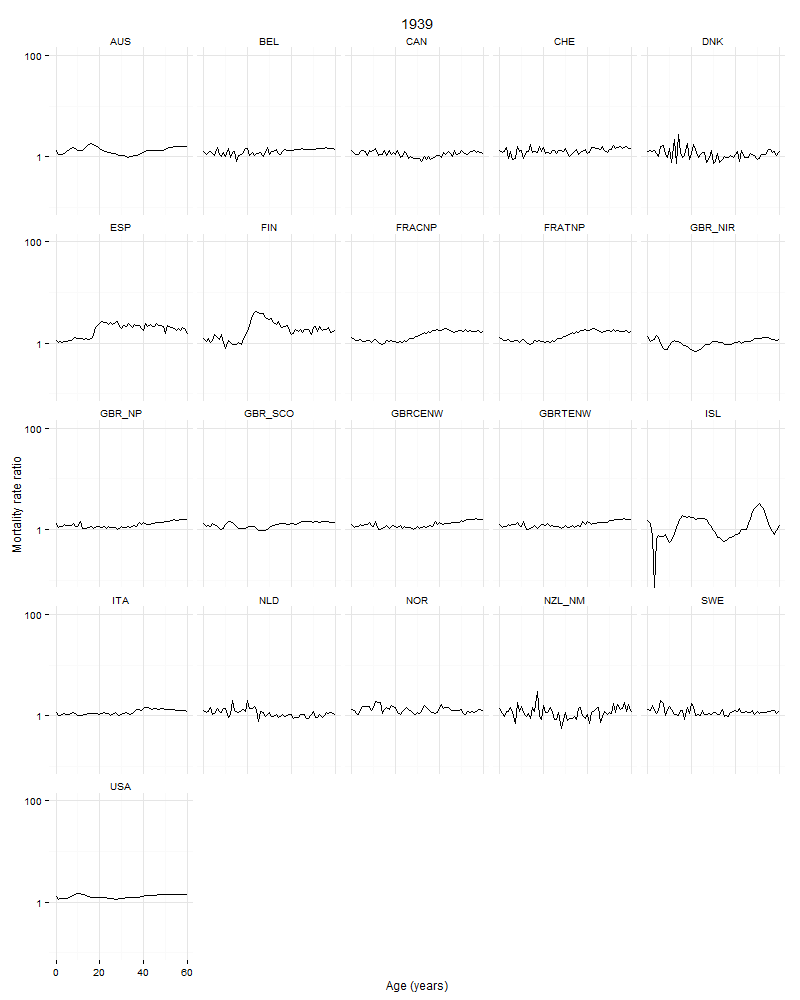 1939
AUS BEL CAN CHE DNK
100
1
ESP FIN FRACNP FRATNP GBR_NIR
100
1
GBR_NP GBR_SCO GBRCENW GBRTENW ISL
100
1
Mortality rate ratio
ITA NLD NOR NZL_NM SWE
100
1
USA
100
1
0 20 40 60
Age (years)